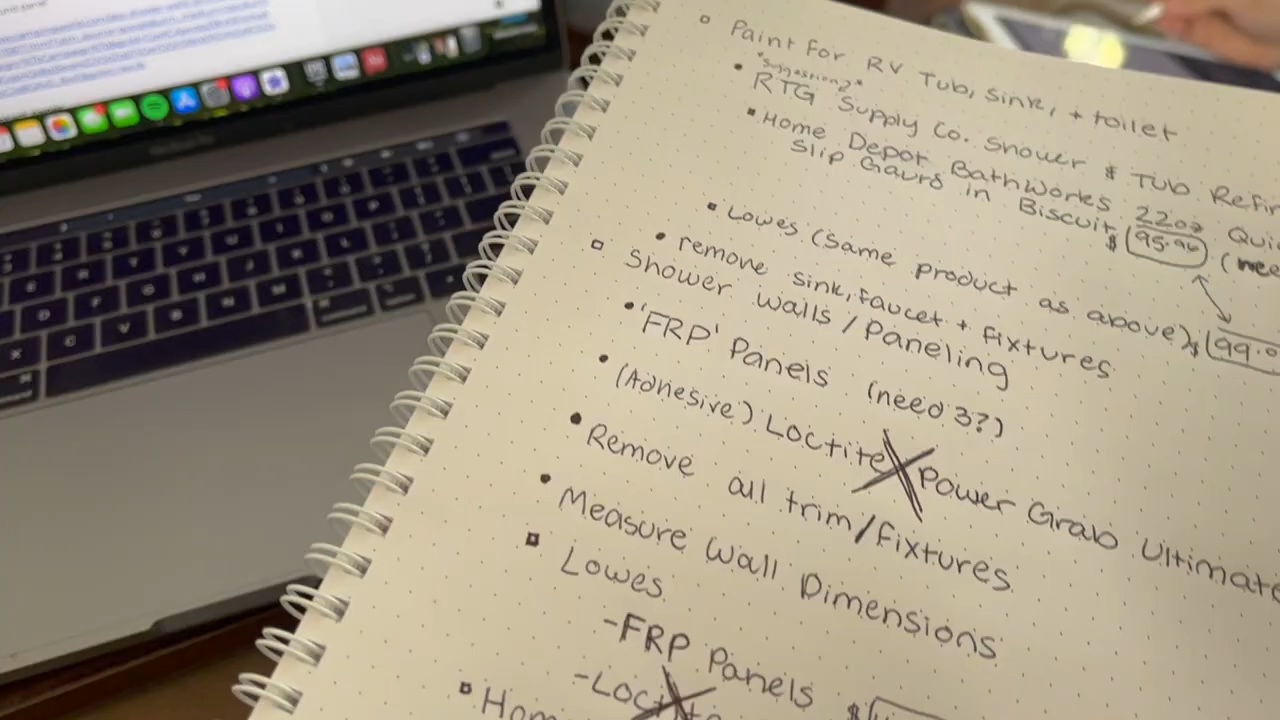 Paint For RV Tub, sink, + toilet
*suggestions*
RTG Supply Co. Shower & Tub Refin
Home Depot Bathworks 22oz Qui
Slip Gaurd in Biscuit $95.96 (nee
Lowes (Same product as above) $99.0
remove sink, faucet + fixtures
Shower walls/Paneling
'FRP' Panels (need 3?)
(Adhesive) Loctite Power Grab Ultimate
Remove all trim/fixtures
Measure Wall Dimensions
Lowes
-FRP Panels $
-Loctite
Hom